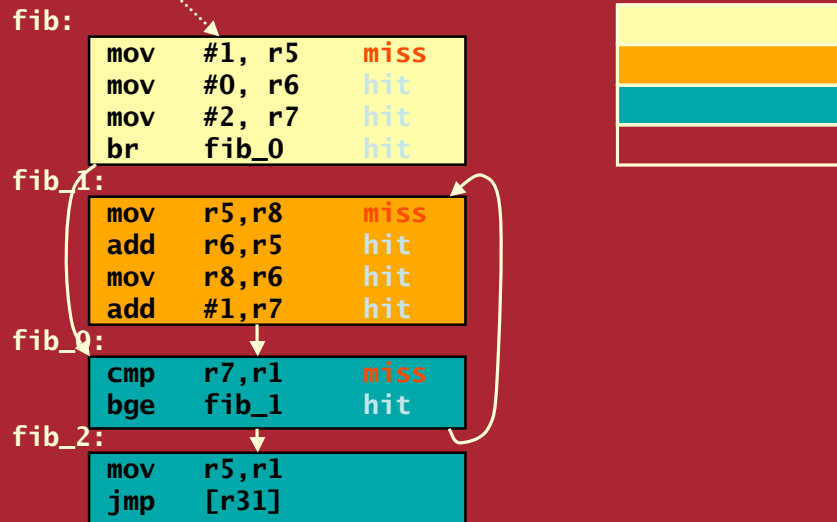 fib:
mov #1, r5 miss
mov #0, r6 hit
mov #2, r7 hit
br fib_0 hit
fib_1:
mov r5,r8 miss
add r6,r5 hit
mov r8,r6 hit
add #1,r7 hit
fib_0:
cmp r7,r1 miss
bge fib_1 hit
fib_2:
mov r5,r1
jmp [r31]